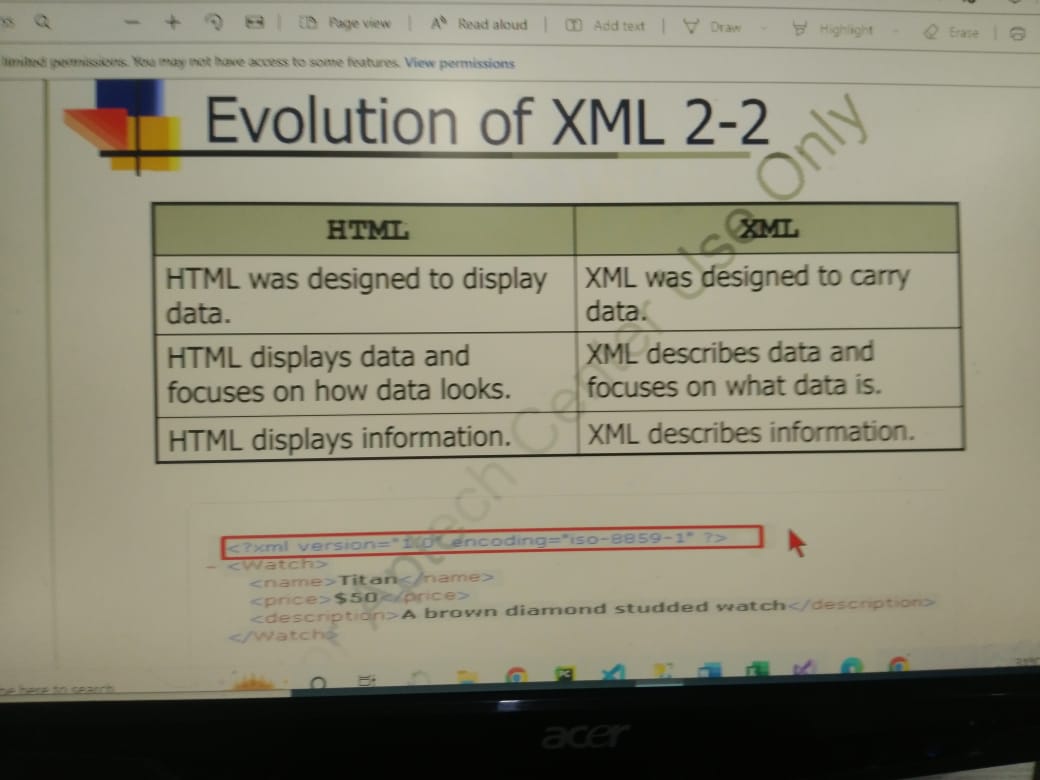 Page view | Read aloud | Add text | Draw Highlight Erase
limited permissions. You may not have access to some features. View permissions
Evolution of XML 2-2
HTML XML
HTML was designed to display data. XML was designed to carry data.
HTML displays data and focuses on how data looks. XML describes data and focuses on what data is.
HTML displays information. XML describes information.
For Aptech Center Use Only
<?xml version="1.0" encoding="iso-8859-1" ?>
- <Watch>
<name>Titan</name>
<price>$50</price>
<description>A brown diamond studded watch</description>
</Watch>
here to search
acer